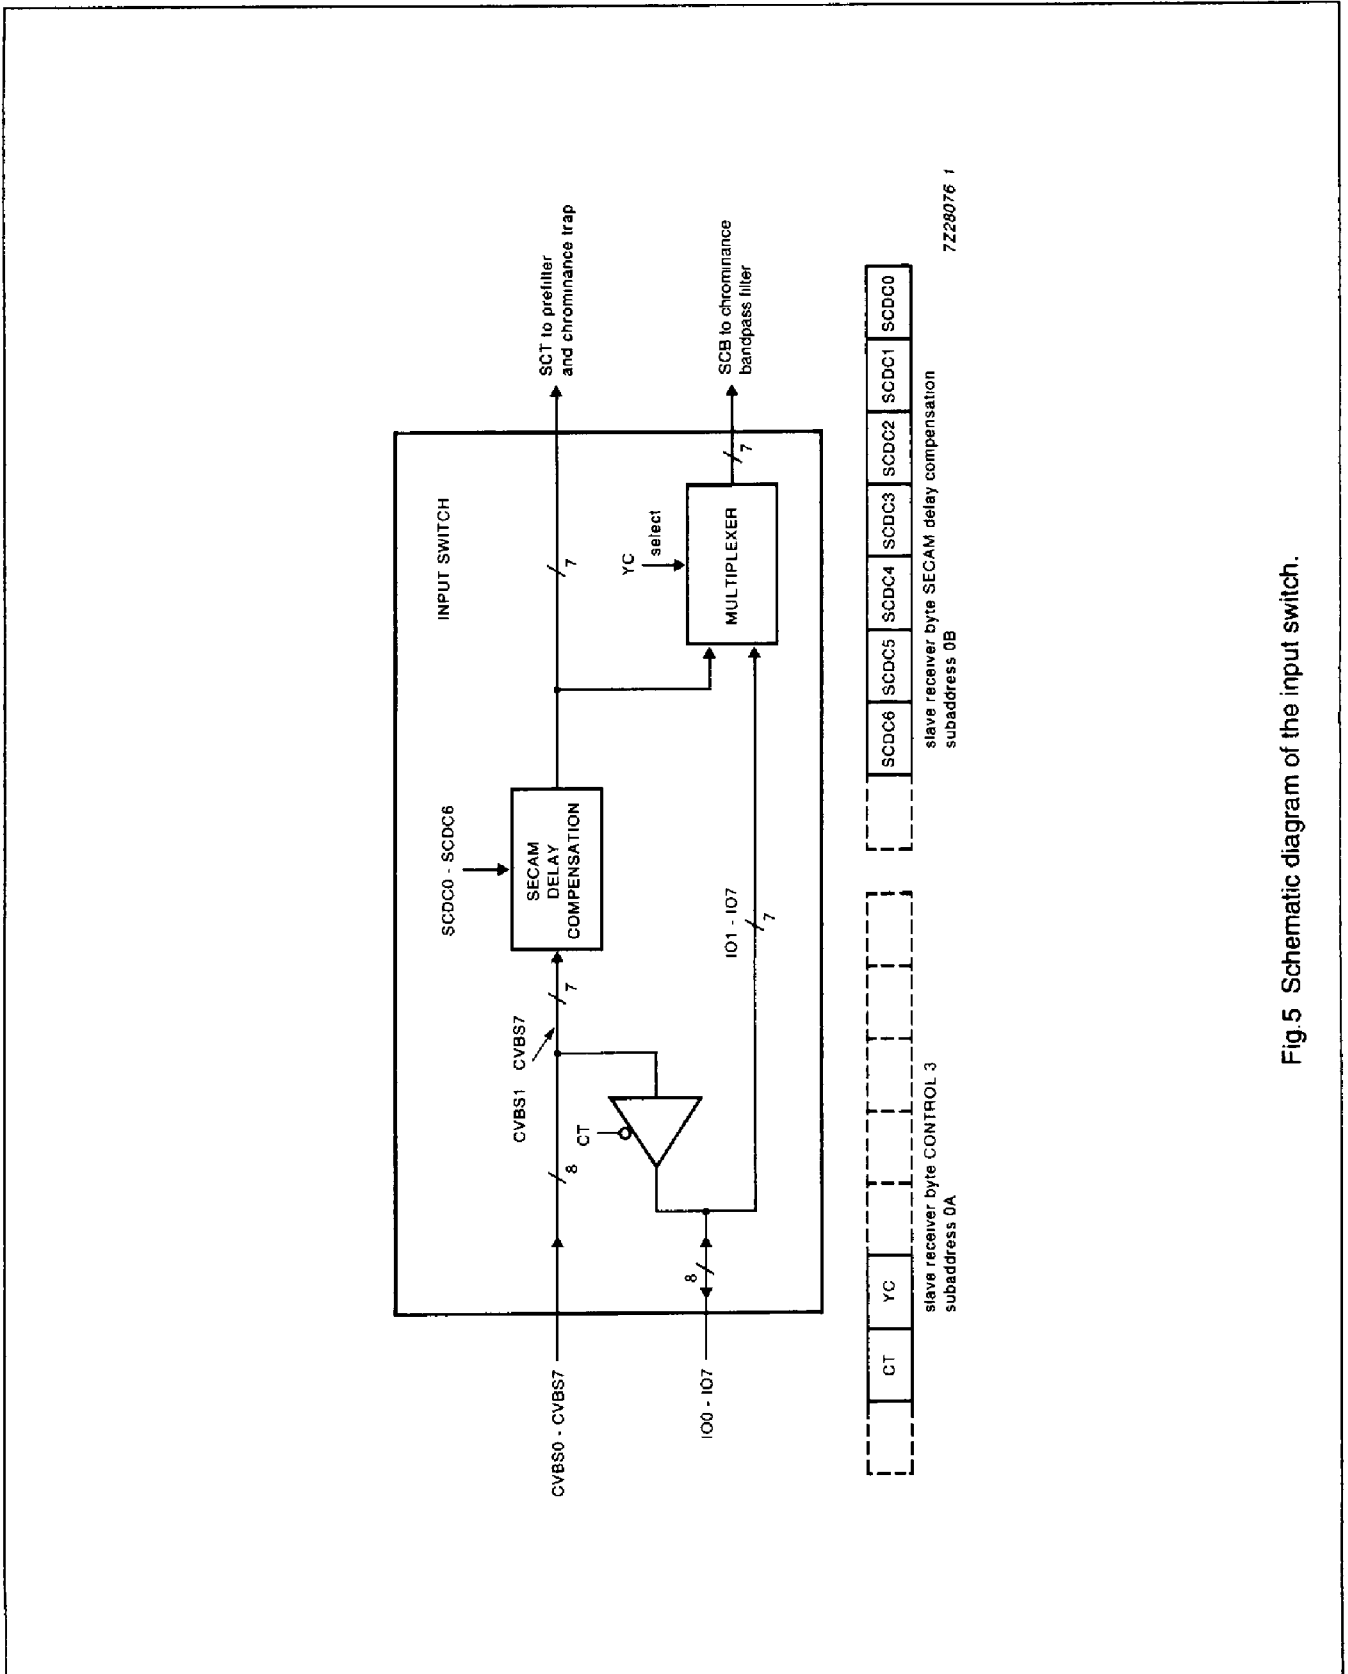 INPUT SWITCH
SCDC0 - SCDC6
SECAM
DELAY
COMPENSATION
CVBS1 CVBS7
CVBS0 - CVBS7
8
7
7
SCT to prefilter
and chrominance trap
CT
YC
select
MULTIPLEXER
7
SCB to chrominance
bandpass filter
IO0 - IO7
8
IO1 - IO7
7
CT
YC
slave receiver byte CONTROL 3
subaddress 0A
SCDC6
SCDC5
SCDC4
SCDC3
SCDC2
SCDC1
SCDC0
slave receiver byte SECAM delay compensation
subaddress 0B
7Z28076 1
Fig.5 Schematic diagram of the input switch.